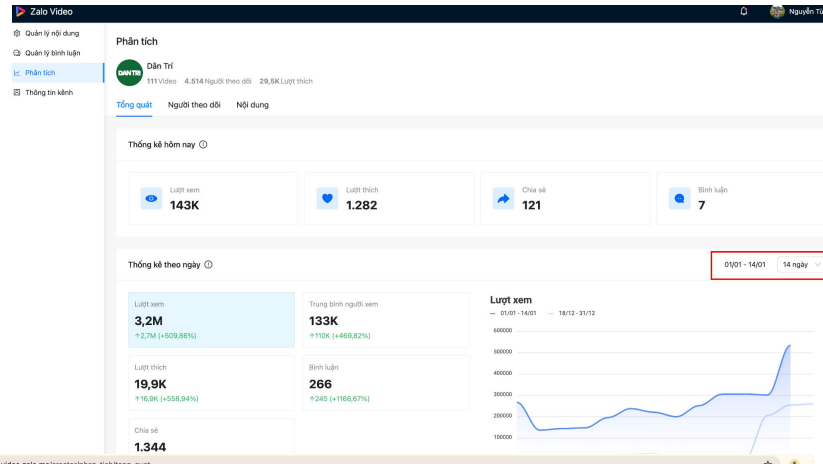 Zalo Video
Nguyễn Tù
Quản lý nội dung
Quản lý bình luận
Phân tích
Thông tin kênh
Phân tích
DANTRI
Dân Trí
111 Video 4.514 Người theo dõi 29,5K Lượt thích
Tổng quát Người theo dõi Nội dung
Thống kê hôm nay
Lượt xem
143K
Lượt thích
1.282
Chia sẻ
121
Bình luận
7
Thống kê theo ngày
01/01 - 14/01 14 ngày
Lượt xem
3,2M
↑2,7M (+509,86%)
Trung bình người xem
133K
↑110K (+469,82%)
Lượt thích
19,9K
↑16,9K (+558,94%)
Bình luận
266
↑245 (+1166,67%)
Chia sẻ
1.344
Lượt xem
01/01 - 14/01 18/12 - 31/12
600000
500000
400000
300000
200000
100000